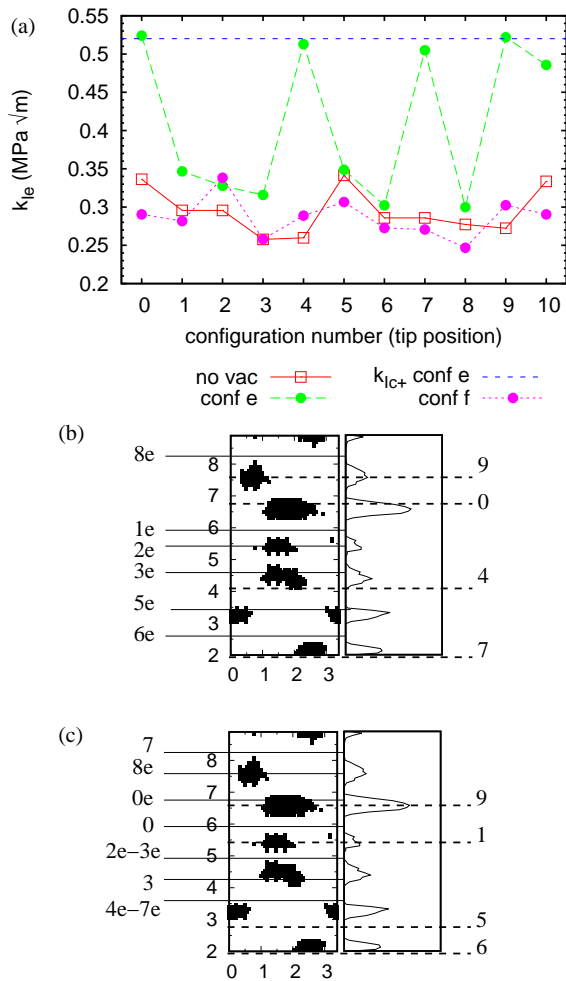 (a)
0.55
0.5
0.45
0.4
0.35
0.3
0.25
0.2
k_Ie (MPa √m)
0 1 2 3 4 5 6 7 8 9 10
configuration number (tip position)
no vac
conf e
k_Ic+ conf e
conf f
(b)
8e
1e
2e
3e
5e
6e
8
7
6
5
4
3
2
0 1 2 3
9
0
4
7
(c)
7
8e
0e
0
2e−3e
3
4e−7e
8
7
6
5
4
3
2
0 1 2 3
9
1
5
6